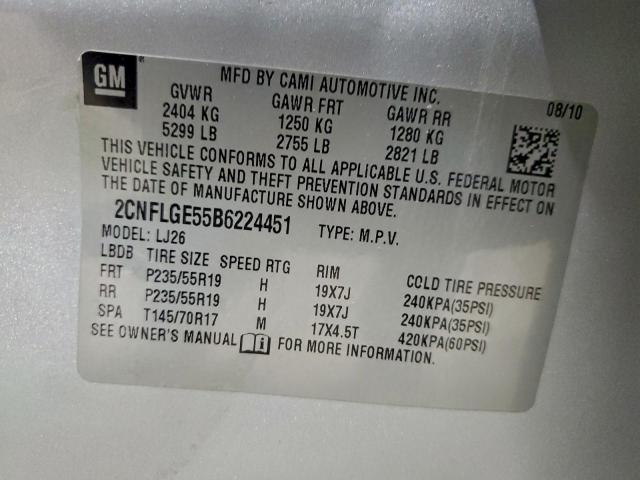 GM
MFD BY CAMI AUTOMOTIVE INC.
08/10
GVWR GAWR FRT GAWR RR
2404 KG 1250 KG 1280 KG
5299 LB 2755 LB 2821 LB
THIS VEHICLE CONFORMS TO ALL APPLICABLE U.S. FEDERAL MOTOR
VEHICLE SAFETY AND THEFT PREVENTION STANDARDS IN EFFECT ON
THE DATE OF MANUFACTURE SHOWN ABOVE.
2CNFLGE55B6224451 TYPE: M.P.V.
MODEL: LJ26
LBDB TIRE SIZE SPEED RTG RIM COLD TIRE PRESSURE
FRT P235/55R19 H 19X7J 240KPA(35PSI)
RR P235/55R19 H 19X7J 240KPA(35PSI)
SPA T145/70R17 M 17X4.5T 420KPA(60PSI)
SEE OWNER'S MANUAL i FOR MORE INFORMATION.